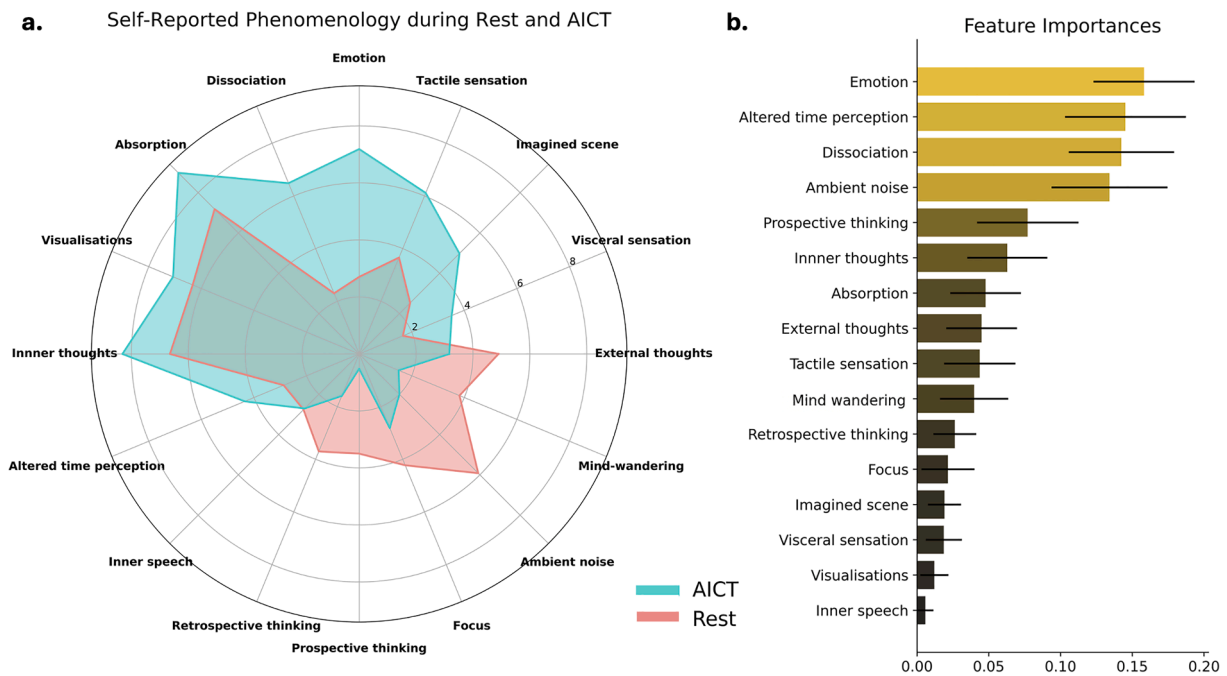 a.
Self-Reported Phenomenology during Rest and AICT
Emotion
Dissociation
Tactile sensation
Absorption
Imagined scene
Visualisations
Visceral sensation
8
6
4
2
Innner thoughts
External thoughts
Altered time perception
Mind-wandering
Inner speech
Ambient noise
Retrospective thinking
Focus
Prospective thinking
AICT
Rest
b.
Feature Importances
Emotion
Altered time perception
Dissociation
Ambient noise
Prospective thinking
Innner thoughts
Absorption
External thoughts
Tactile sensation
Mind wandering
Retrospective thinking
Focus
Imagined scene
Visceral sensation
Visualisations
Inner speech
0.00 0.05 0.10 0.15 0.20